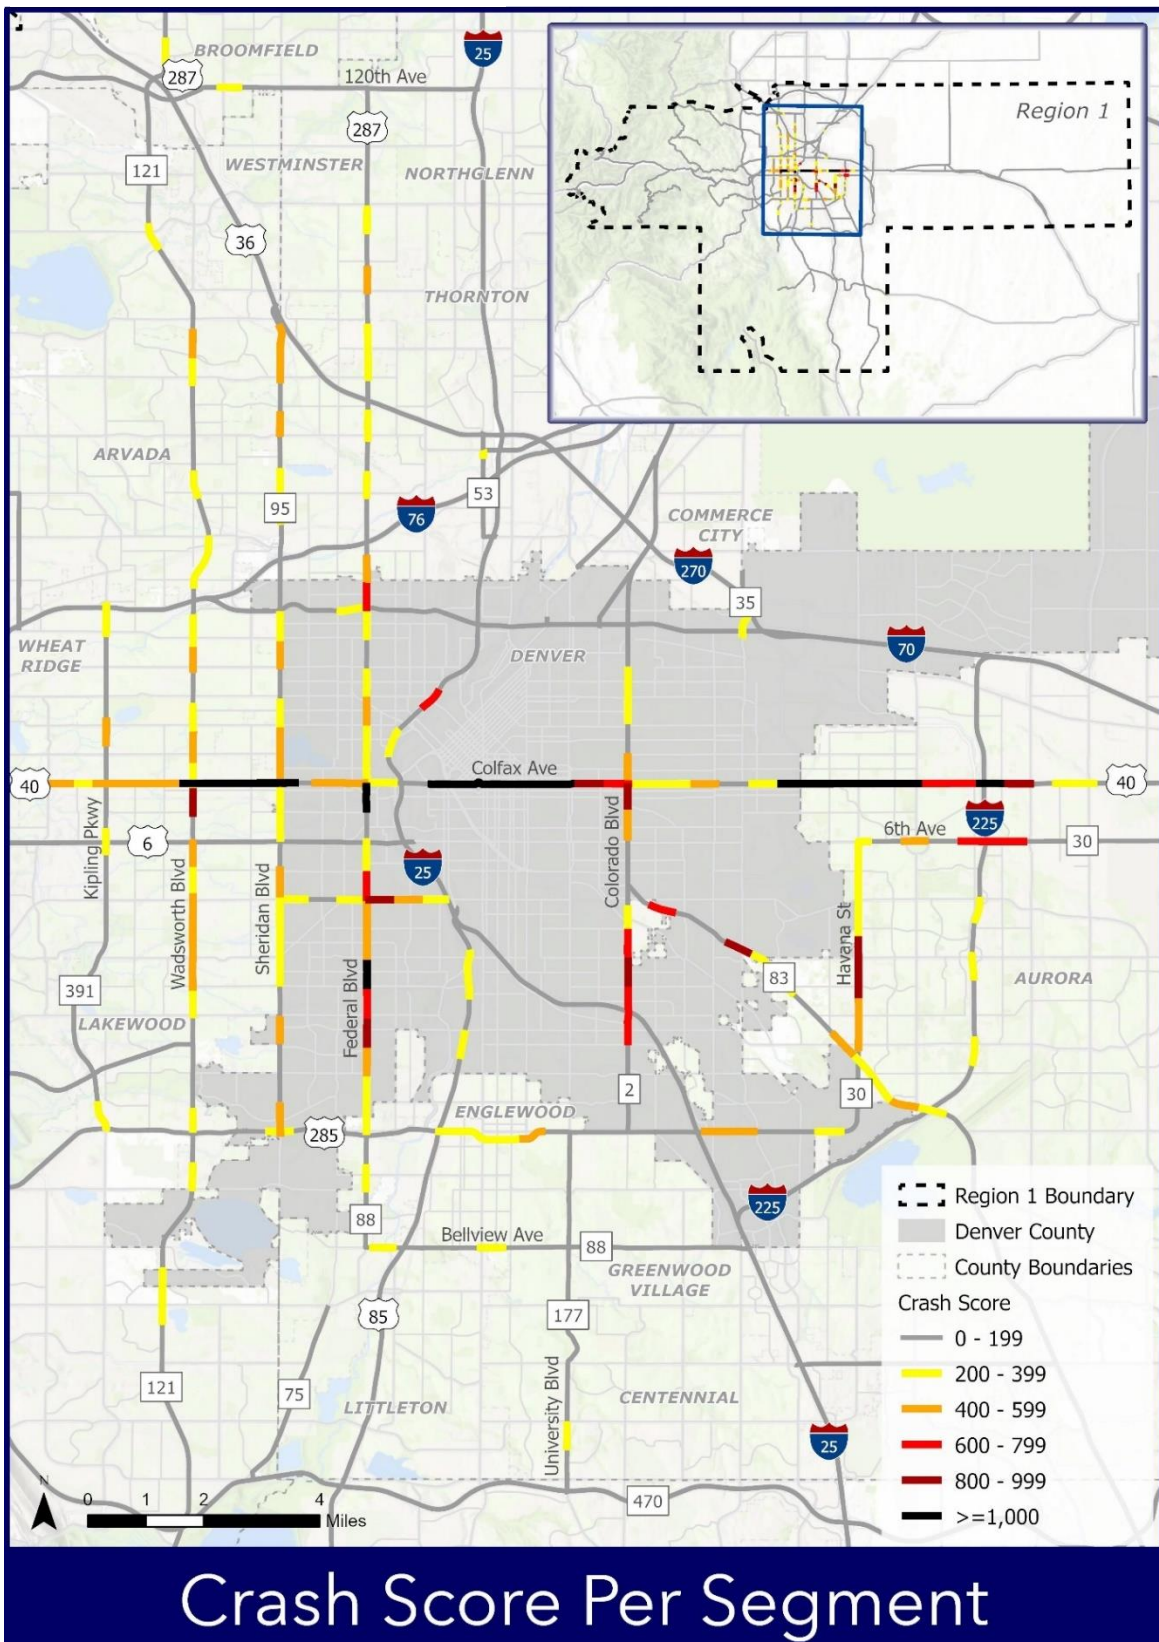 BROOMFIELD
25
287
120th Ave
Region 1
287
121
WESTMINSTER
NORTHGLENN
36
THORNTON
ARVADA
53
95
76
COMMERCE
CITY
270
35
WHEAT
RIDGE
DENVER
70
Colfax Ave
40
40
Kipling Pkwy
6
Wadsworth Blvd
Sheridan Blvd
25
Colorado Blvd
6th Ave
225
30
Havana St
391
LAKEWOOD
Federal Blvd
83
AURORA
2
30
ENGLEWOOD
285
225
88
Bellview Ave
88
GREENWOOD
VILLAGE
85
177
121
75
LITTLETON
University Blvd
CENTENNIAL
25
470
Region 1 Boundary
Denver County
County Boundaries
Crash Score
0 - 199
200 - 399
400 - 599
600 - 799
800 - 999
>=1,000
N
0 1 2 4
Miles
Crash Score Per Segment